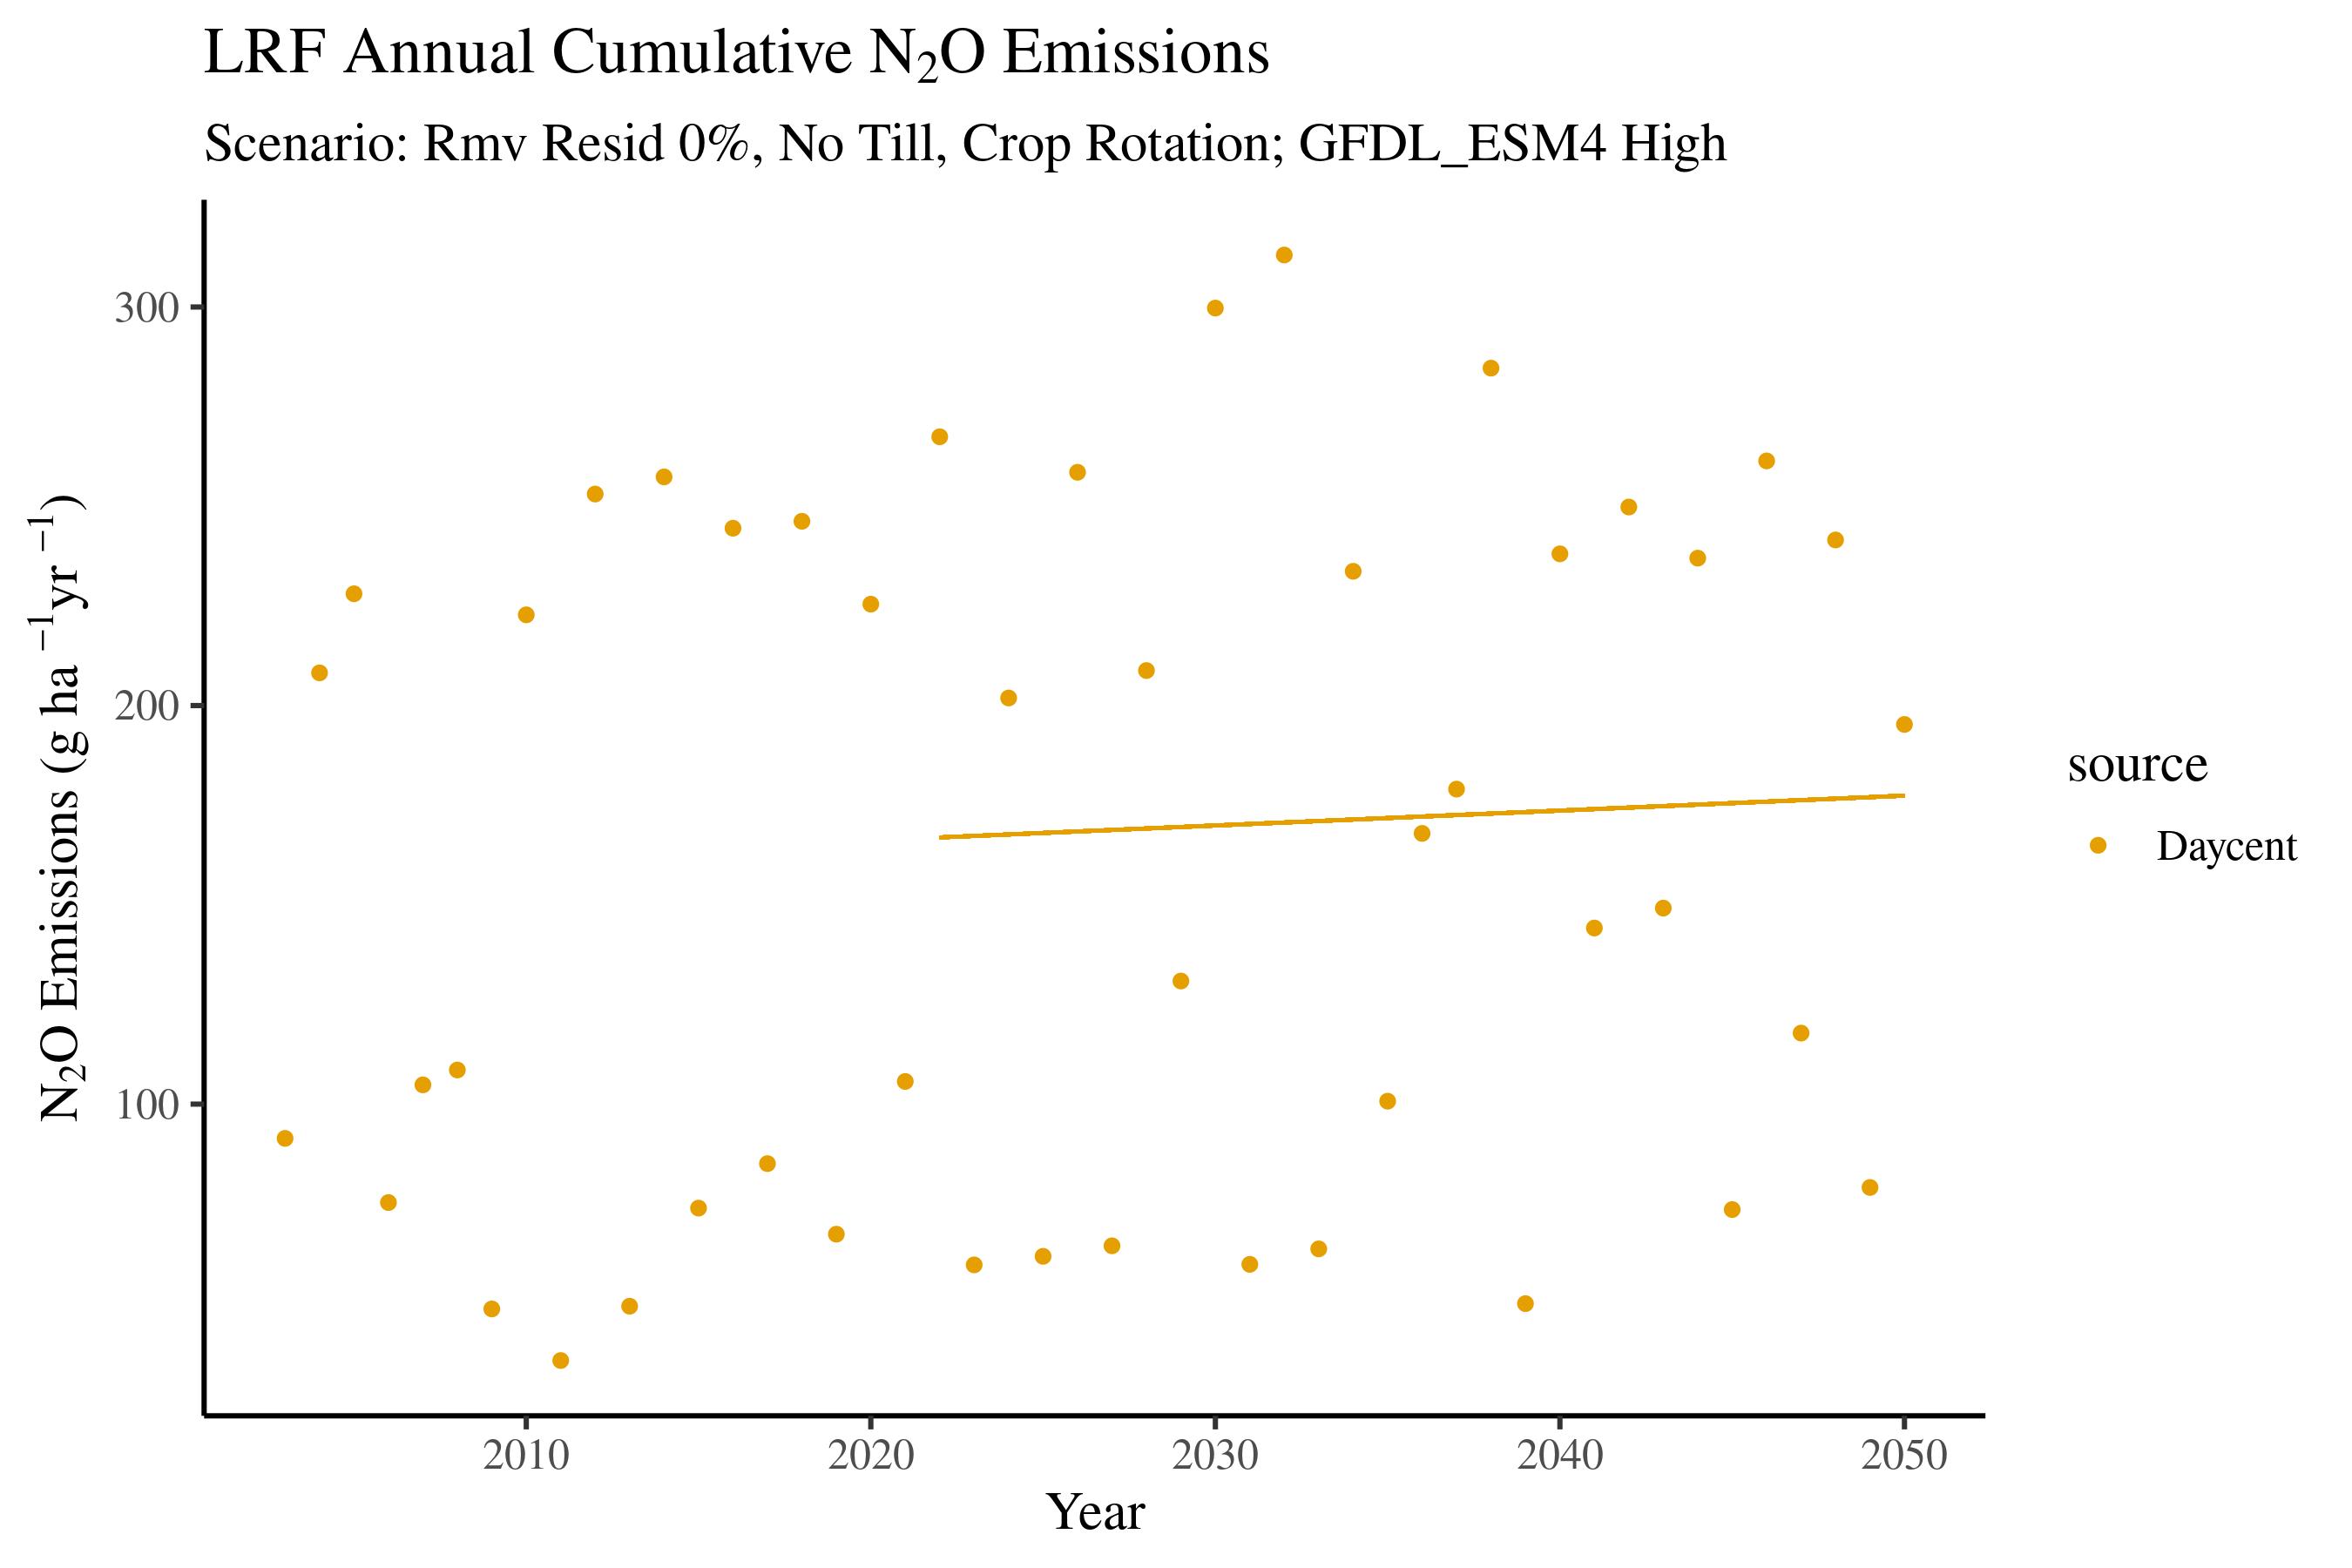 LRF Annual Cumulative N₂O Emissions
Scenario: Rmv Resid 0%, No Till, Crop Rotation; GFDL_ESM4 High
N₂O Emissions (g ha⁻¹yr⁻¹)
300
200
100
source
Daycent
2010 2020 2030 2040 2050
Year